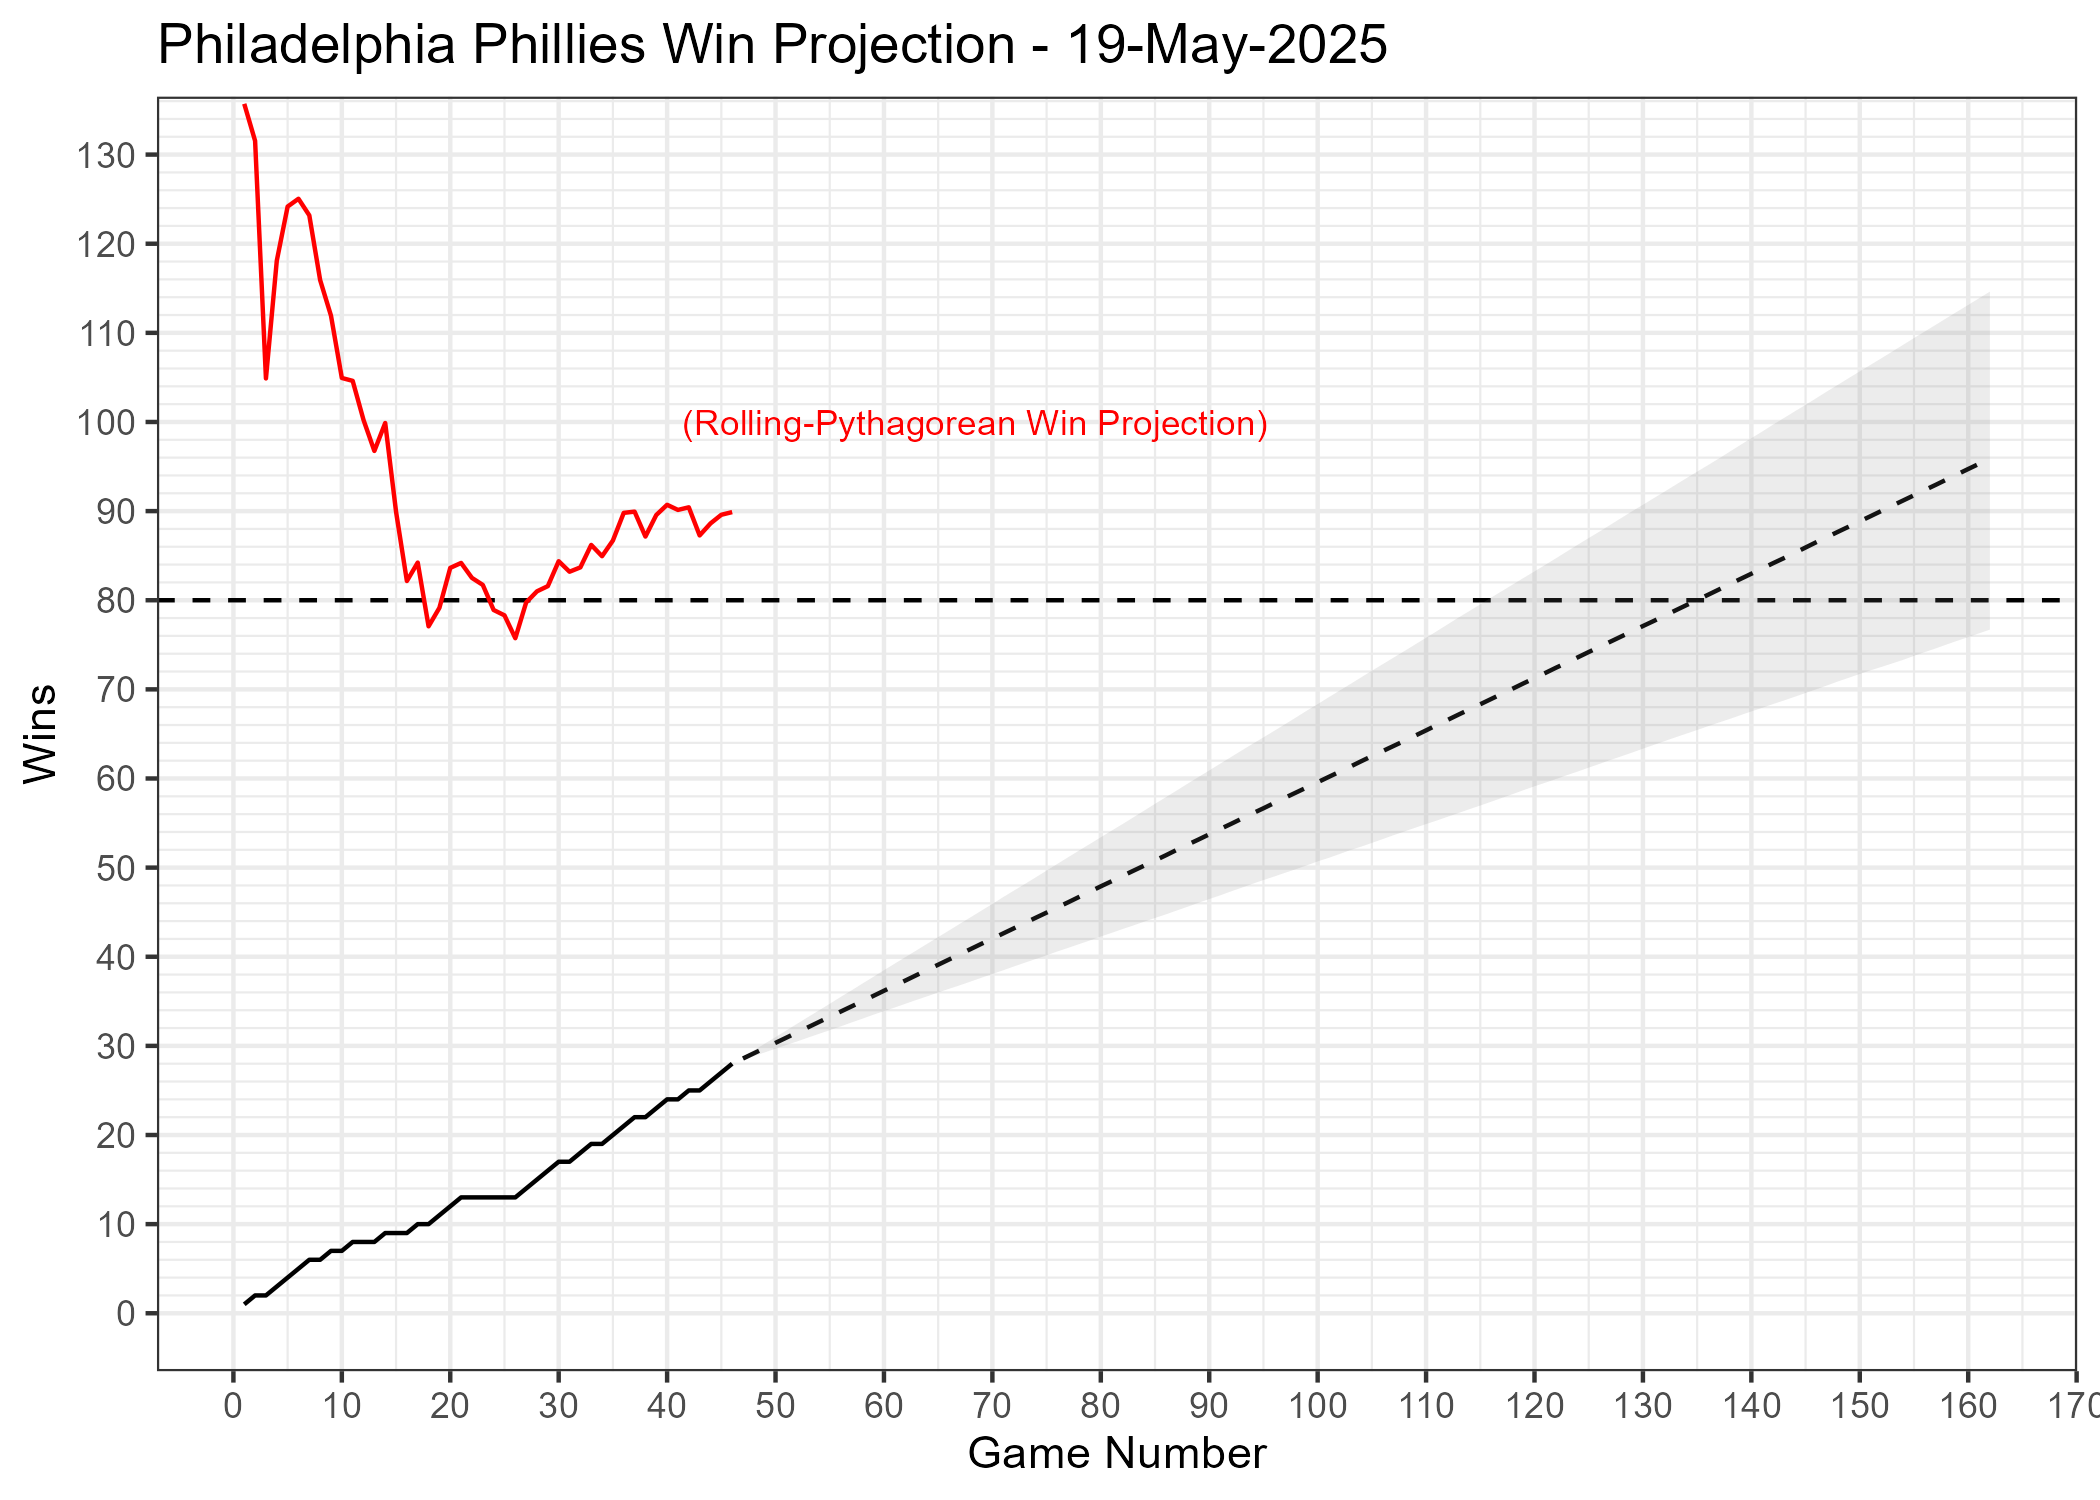 Philadelphia Phillies Win Projection - 19-May-2025
130
120
110
100
90
80
70
60
50
40
30
20
10
0
(Rolling-Pythagorean Win Projection)
Wins
0 10 20 30 40 50 60 70 80 90 100 110 120 130 140 150 160 170
Game Number